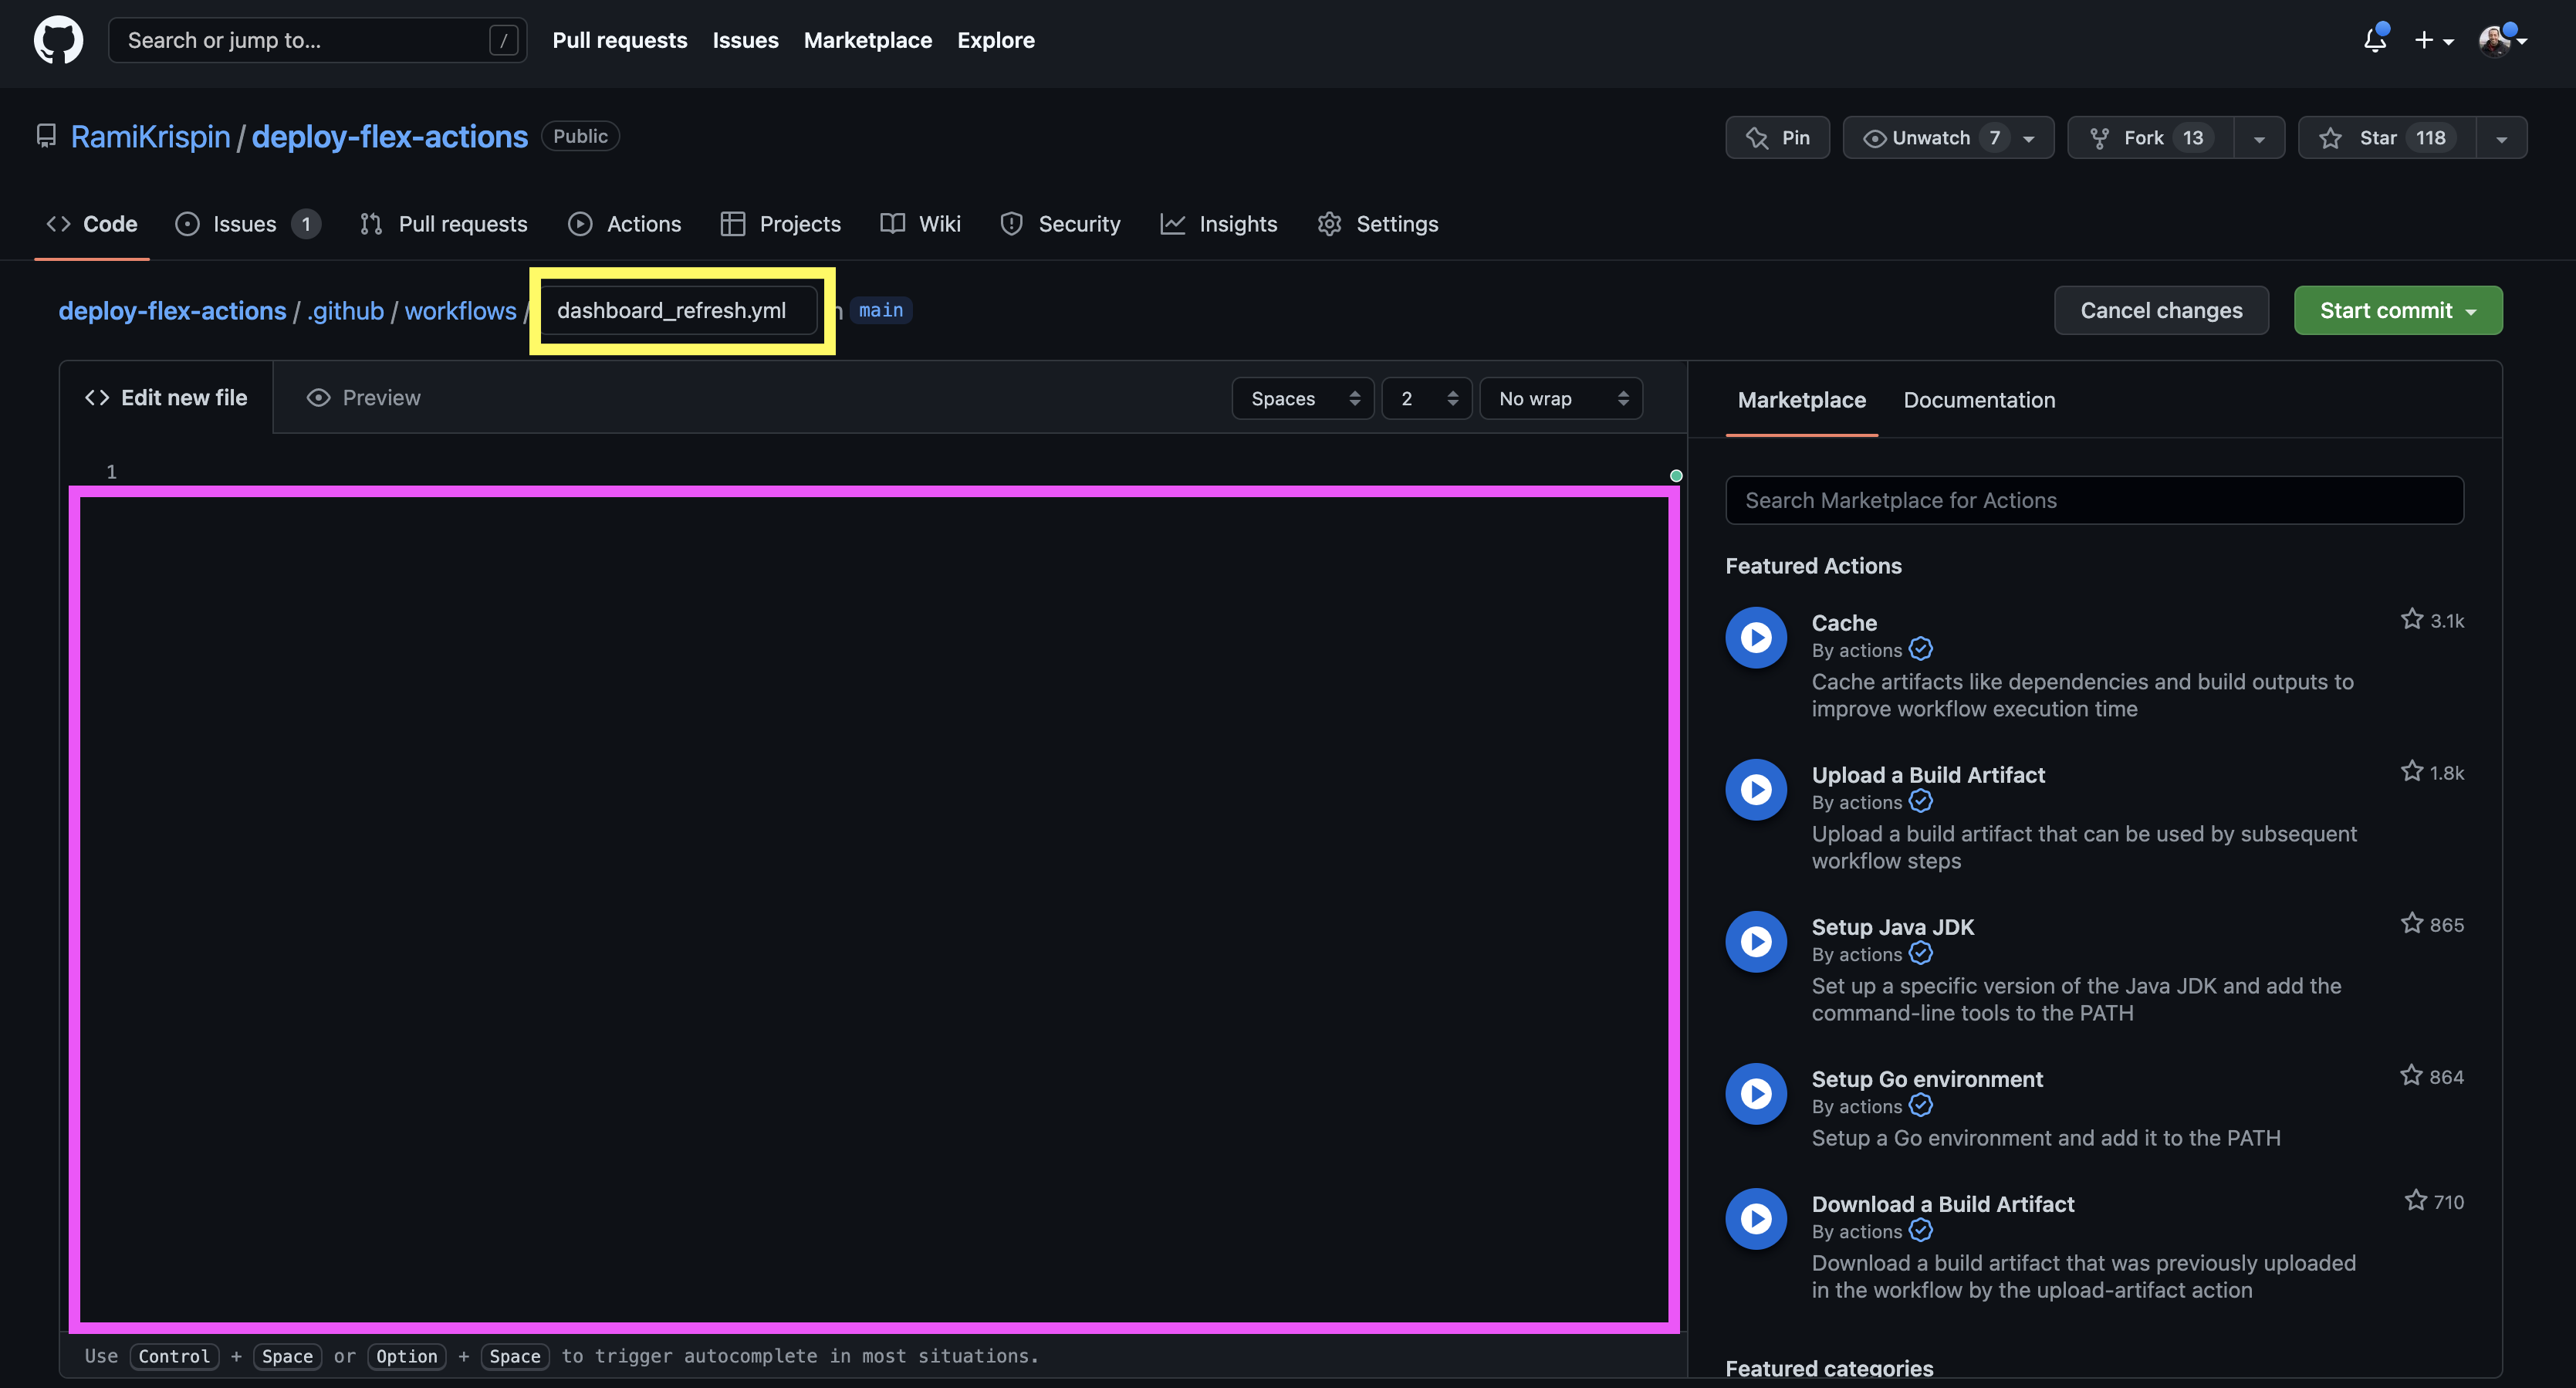 Search or jump to... / Pull requests Issues Marketplace Explore
RamiKrispin / deploy-flex-actions Public Pin Unwatch 7 Fork 13 Star 118
Code Issues 1 Pull requests Actions Projects Wiki Security Insights Settings
deploy-flex-actions / .github / workflows / dashboard_refresh.yml main Cancel changes Start commit
Edit new file Preview Spaces 2 No wrap
1
Marketplace Documentation
Search Marketplace for Actions
Featured Actions
Cache 3.1k
By actions
Cache artifacts like dependencies and build outputs to
improve workflow execution time
Upload a Build Artifact 1.8k
By actions
Upload a build artifact that can be used by subsequent
workflow steps
Setup Java JDK 865
By actions
Set up a specific version of the Java JDK and add the
command-line tools to the PATH
Setup Go environment 864
By actions
Setup a Go environment and add it to the PATH
Download a Build Artifact 710
By actions
Download a build artifact that was previously uploaded
in the workflow by the upload-artifact action
Featured categories
Use Control + Space or Option + Space to trigger autocomplete in most situations.